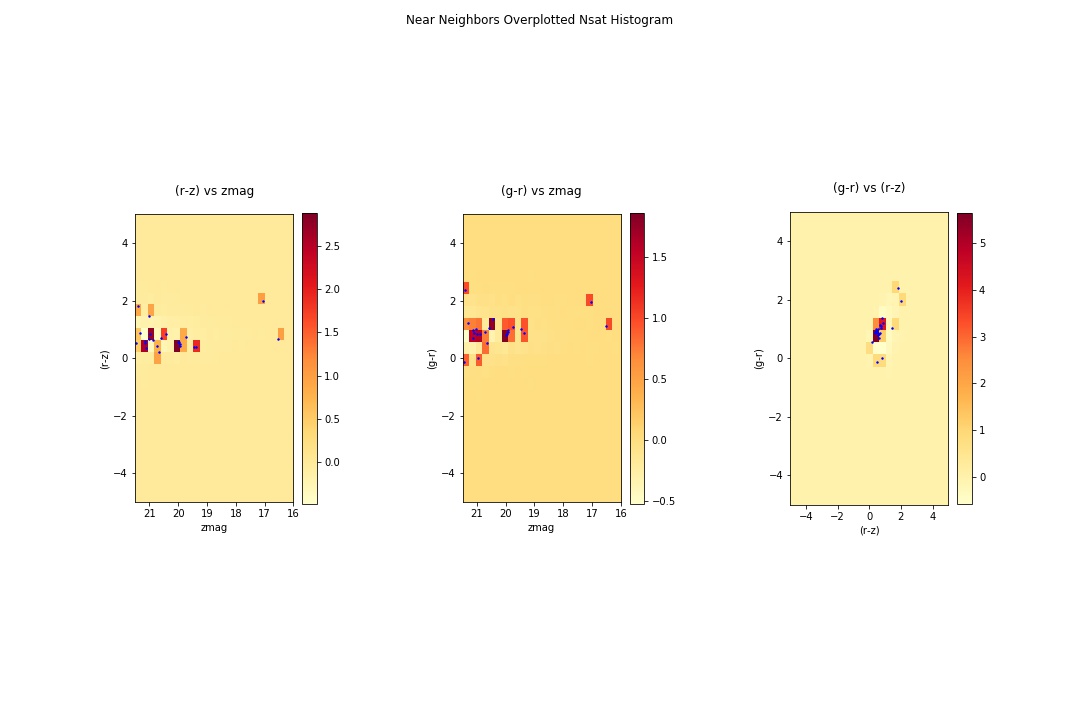 Near Neighbors Overplotted Nsat Histogram
(r-z) vs zmag
(g-r) vs zmag
(g-r) vs (r-z)
4
2
0
−2
−4
(r-z)
21 20 19 18 17 16
zmag
2.5
2.0
1.5
1.0
0.5
0.0
4
2
0
−2
−4
(g-r)
21 20 19 18 17 16
zmag
1.5
1.0
0.5
0.0
−0.5
4
2
0
−2
−4
(g-r)
−4 −2 0 2 4
(r-z)
5
4
3
2
1
0